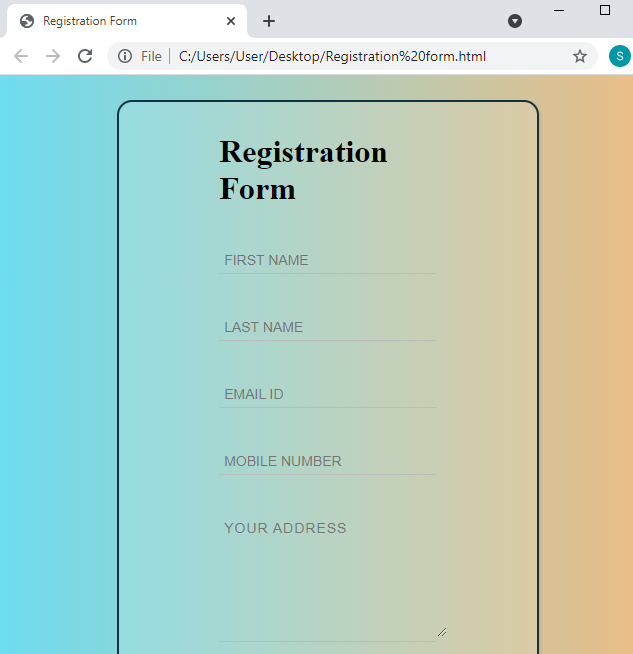 Registration Form
File
C:/Users/User/Desktop/Registration%20form.html
S
Registration
Form
FIRST NAME
LAST NAME
EMAIL ID
MOBILE NUMBER
YOUR ADDRESS